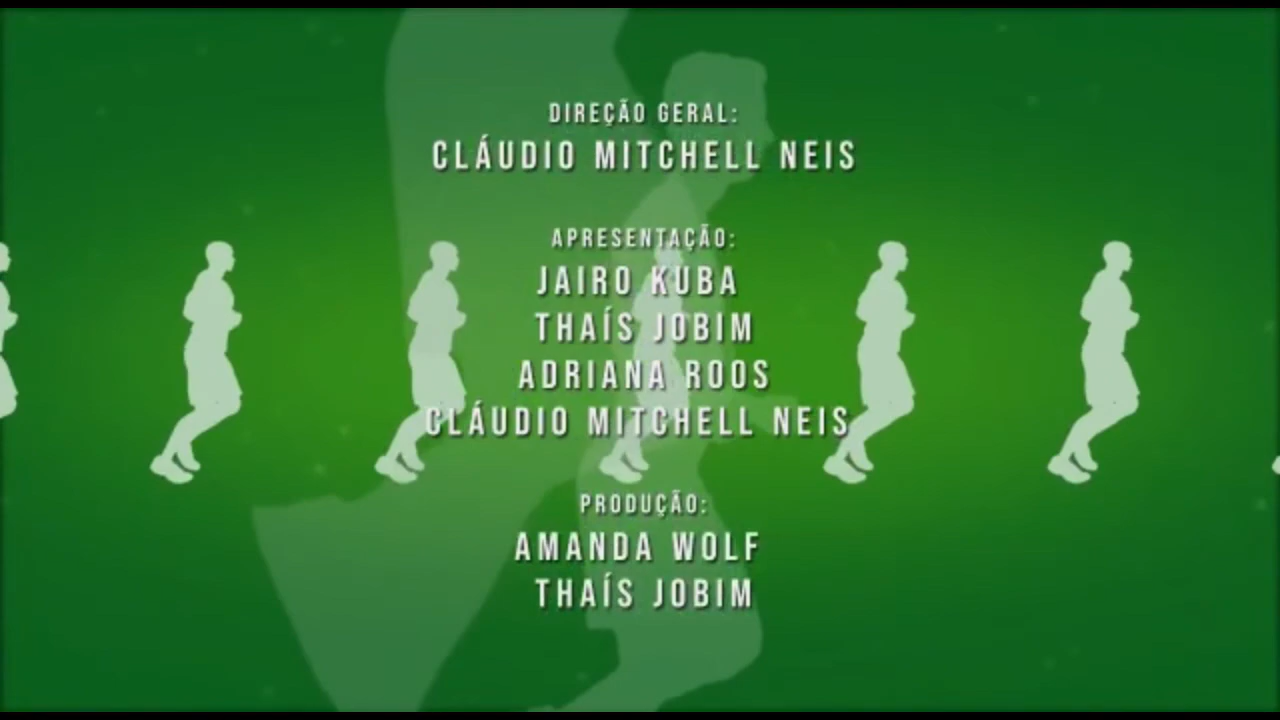 DIREÇÃO GERAL:
CLÁUDIO MITCHELL NEIS
APRESENTAÇÃO:
JAIRO KUBA
THAÍS JOBIM
ADRIANA ROOS
CLÁUDIO MITCHELL NEIS
PRODUÇÃO:
AMANDA WOLF
THAÍS JOBIM